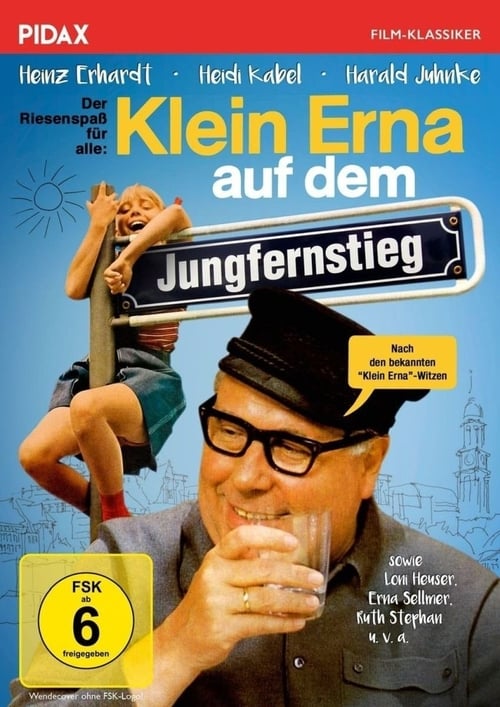 PIDAX
FILM-KLASSIKER
Heinz Erhardt · Heidi Kabel · Harald Juhnke
Der
Riesenspaß
für
alle:
Klein Erna
auf dem
Jungfernstieg
Nach
den bekannten
"Klein Erna"-Witzen
sowie
Loni Heuser,
Erna Sellmer,
Ruth Stephan
u. v. a.
FSK
ab
6
freigegeben
Wendecover ohne FSK-Logo!